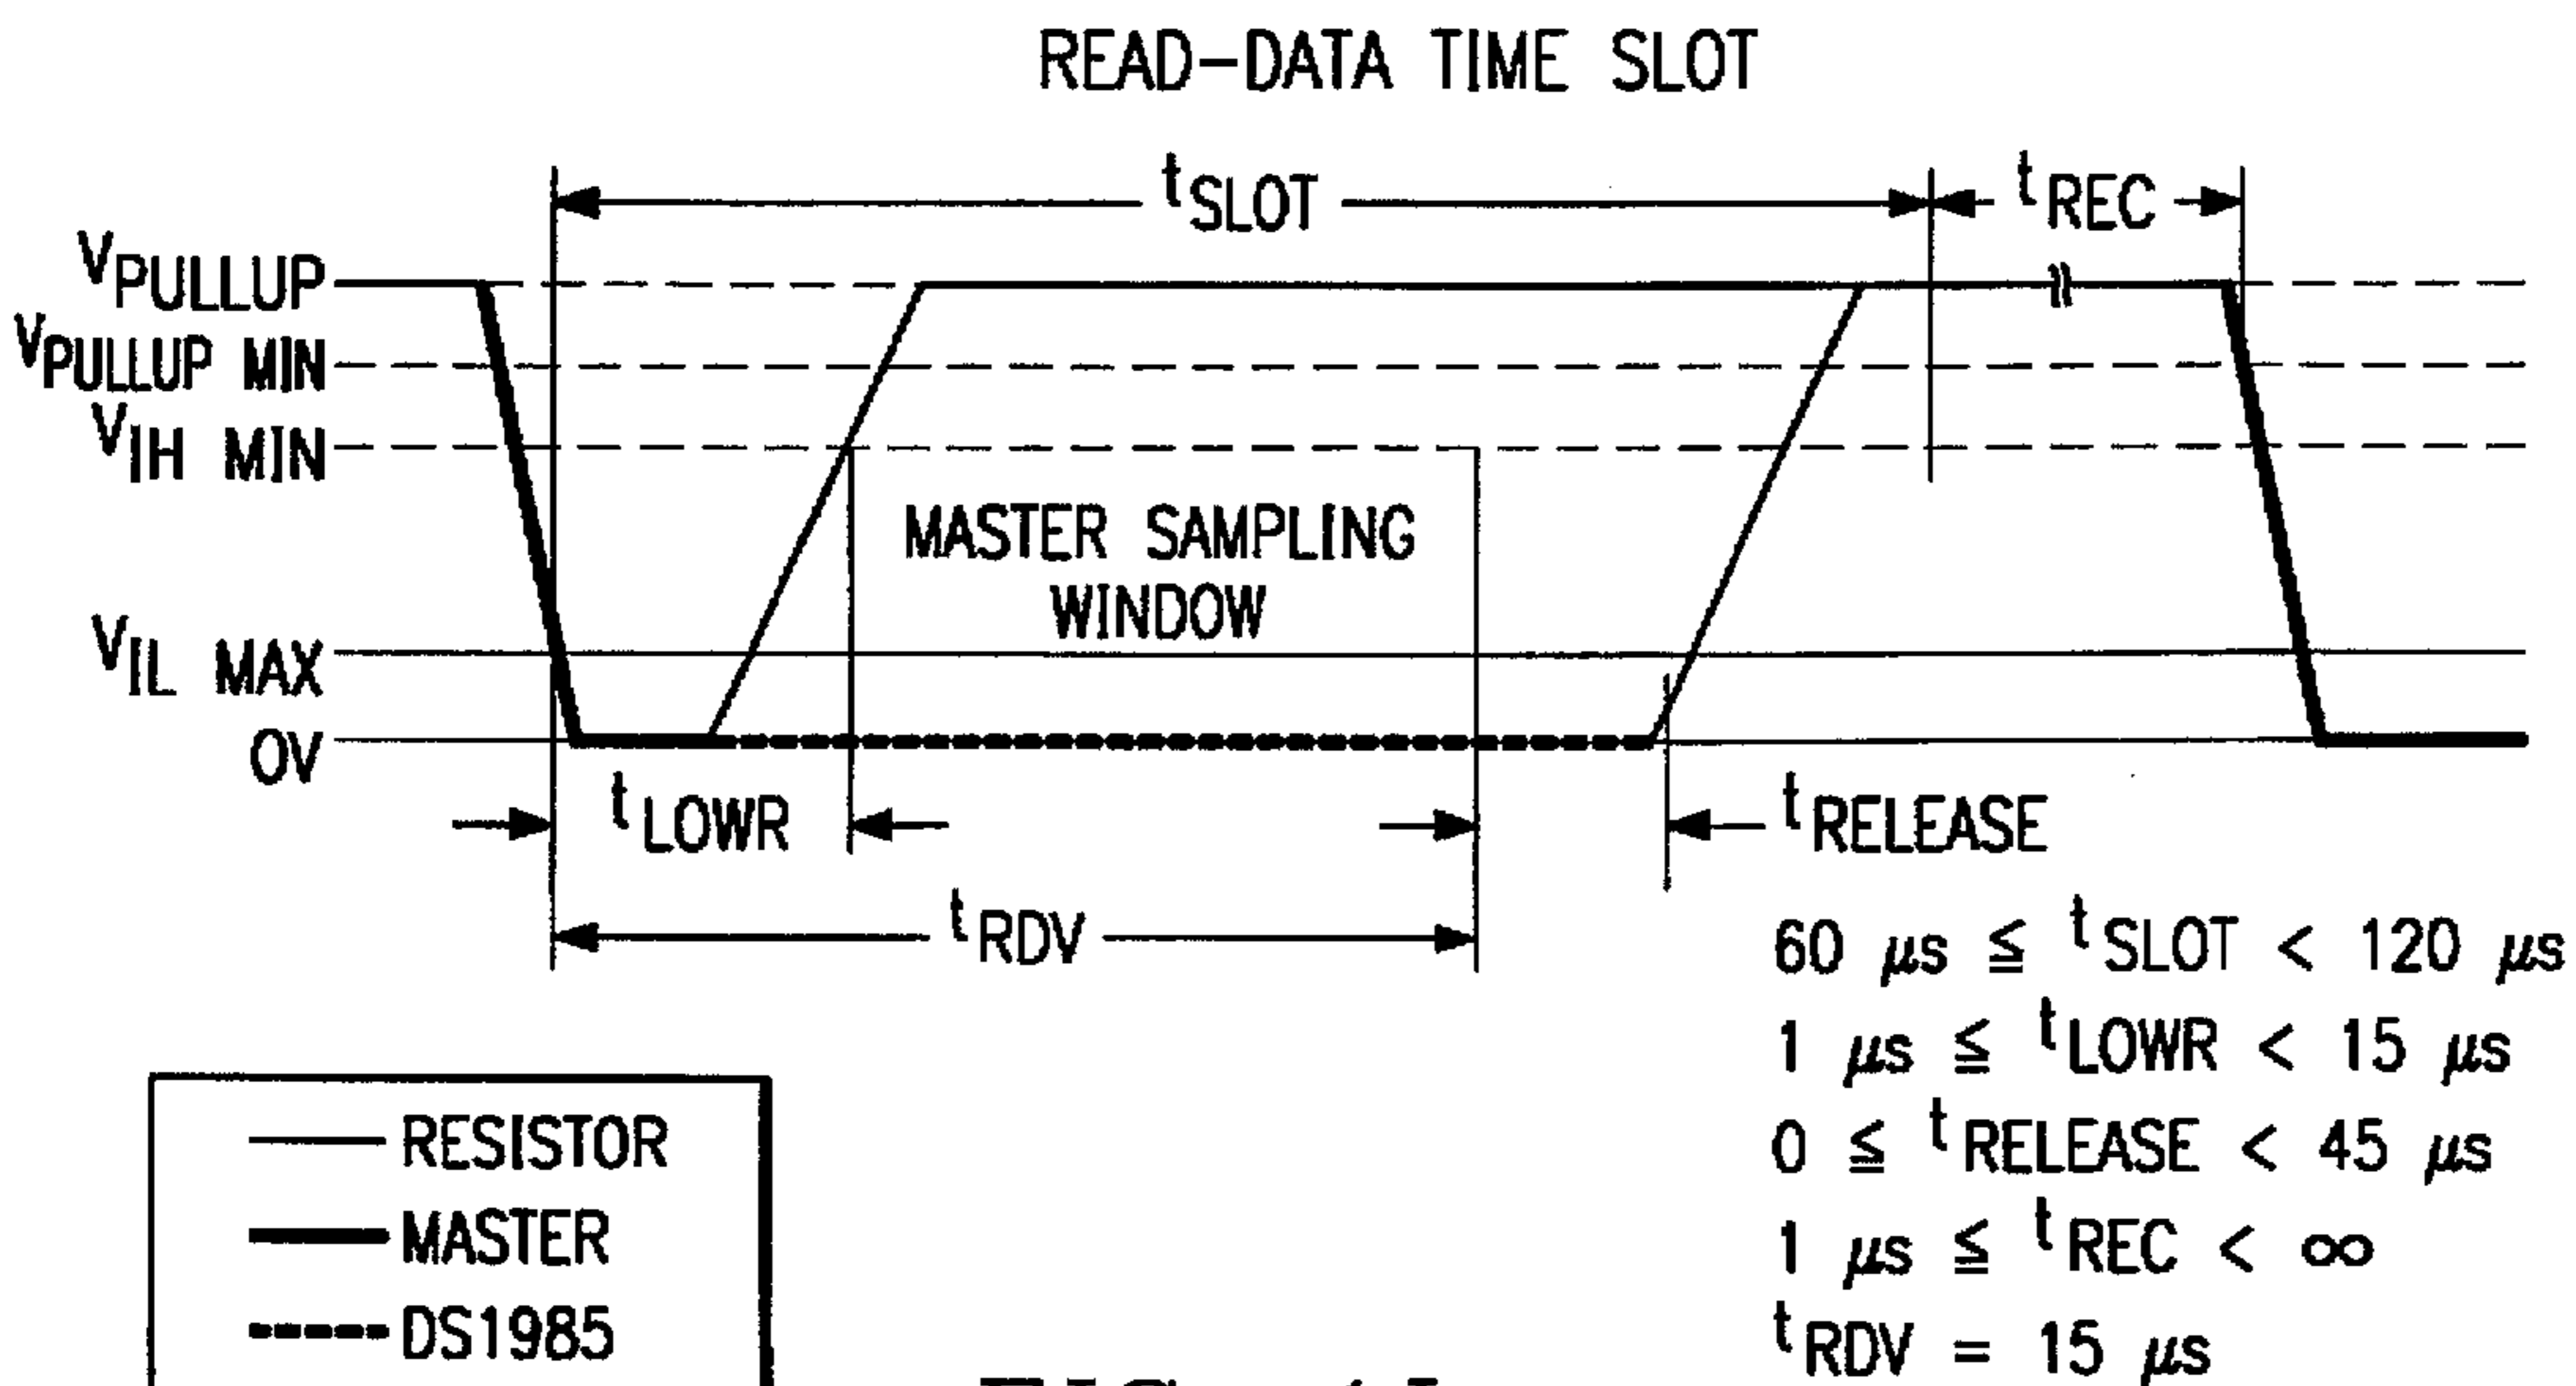 READ-DATA TIME SLOT
tSLOT
tREC
VPULLUP
VPULLUP MIN
VIH MIN
MASTER SAMPLING
WINDOW
VIL MAX
0V
tLOWR
tRELEASE
tRDV
60 µs ≦ tSLOT < 120 µs
1 µs ≦ tLOWR < 15 µs
0 ≦ tRELEASE < 45 µs
1 µs ≦ tREC < ∞
tRDV = 15 µs
RESISTOR
MASTER
DS1985